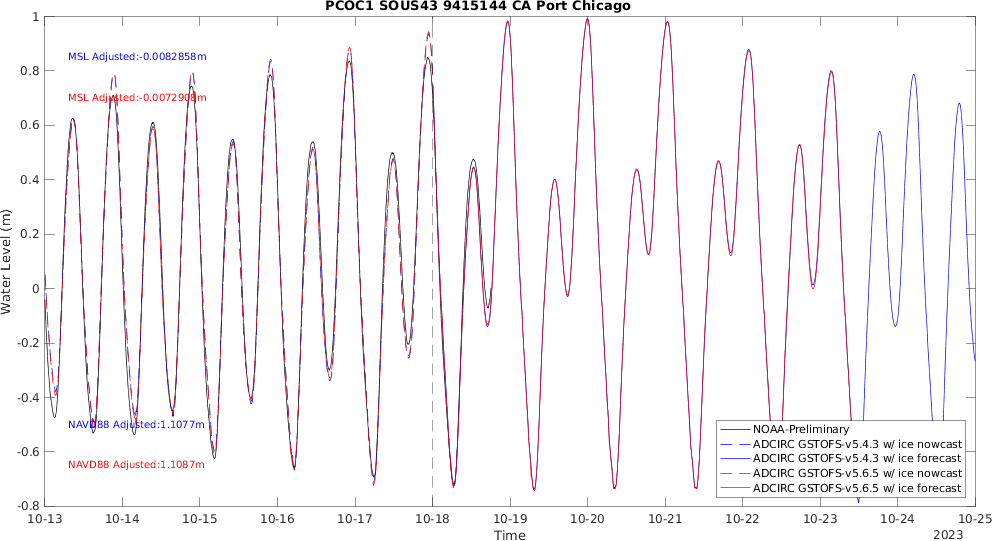 PCOC1 SOUS43 9415144 CA Port Chicago
MSL Adjusted:-0.0082858m
MSL Adjusted:-0.0072908m
NAVD88 Adjusted:1.1077m
NAVD88 Adjusted:1.1087m
Water Level (m)
1
0.8
0.6
0.4
0.2
0
-0.2
-0.4
-0.6
-0.8
NOAA-Preliminary
ADCIRC GSTOFS-v5.4.3 w/ ice nowcast
ADCIRC GSTOFS-v5.4.3 w/ ice forecast
ADCIRC GSTOFS-v5.6.5 w/ ice nowcast
ADCIRC GSTOFS-v5.6.5 w/ ice forecast
10-13 10-14 10-15 10-16 10-17 10-18 10-19 10-20 10-21 10-22 10-23 10-24 10-25
Time
2023